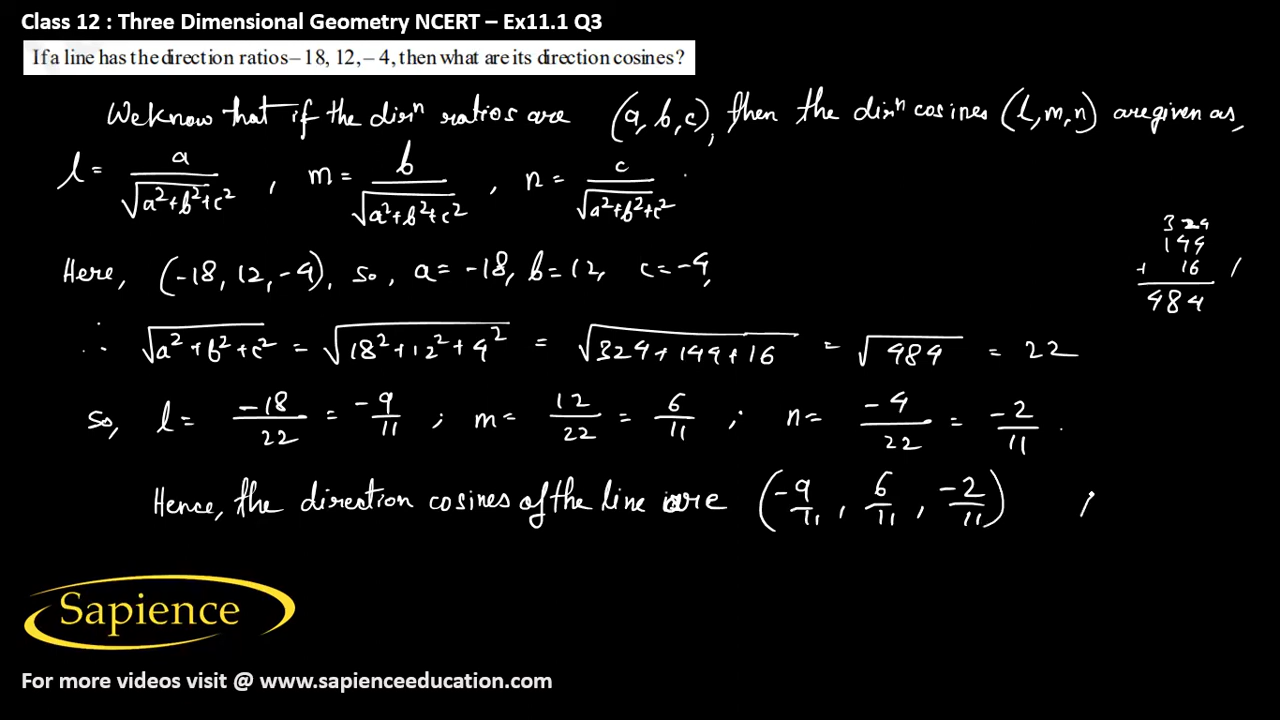 Class 12 : Three Dimensional Geometry NCERT – Ex11.1 Q3
If a line has the direction ratios – 18, 12, – 4, then what are its direction cosines?
We know that if the dirⁿ ratios are (a, b, c), then the dirⁿ cosines (l, m, n) are given as,
l = a/√(a²+b²+c²) , m = b/√(a²+b²+c²) , n = c/√(a²+b²+c²) .
324
144
+ 16
484
Here, (-18, 12, -4), so, a = -18, b = 12, c = -4,
∴ √(a²+b²+c²) = √(18²+12²+4²) = √(324+144+16) = √484 = 22
So, l = -18/22 = -9/11 ; m = 12/22 = 6/11 ; n = -4/22 = -2/11 .
Hence, the direction cosines of the line are (-9/11, 6/11, -2/11)
Sapience
For more videos visit @ www.sapienceeducation.com